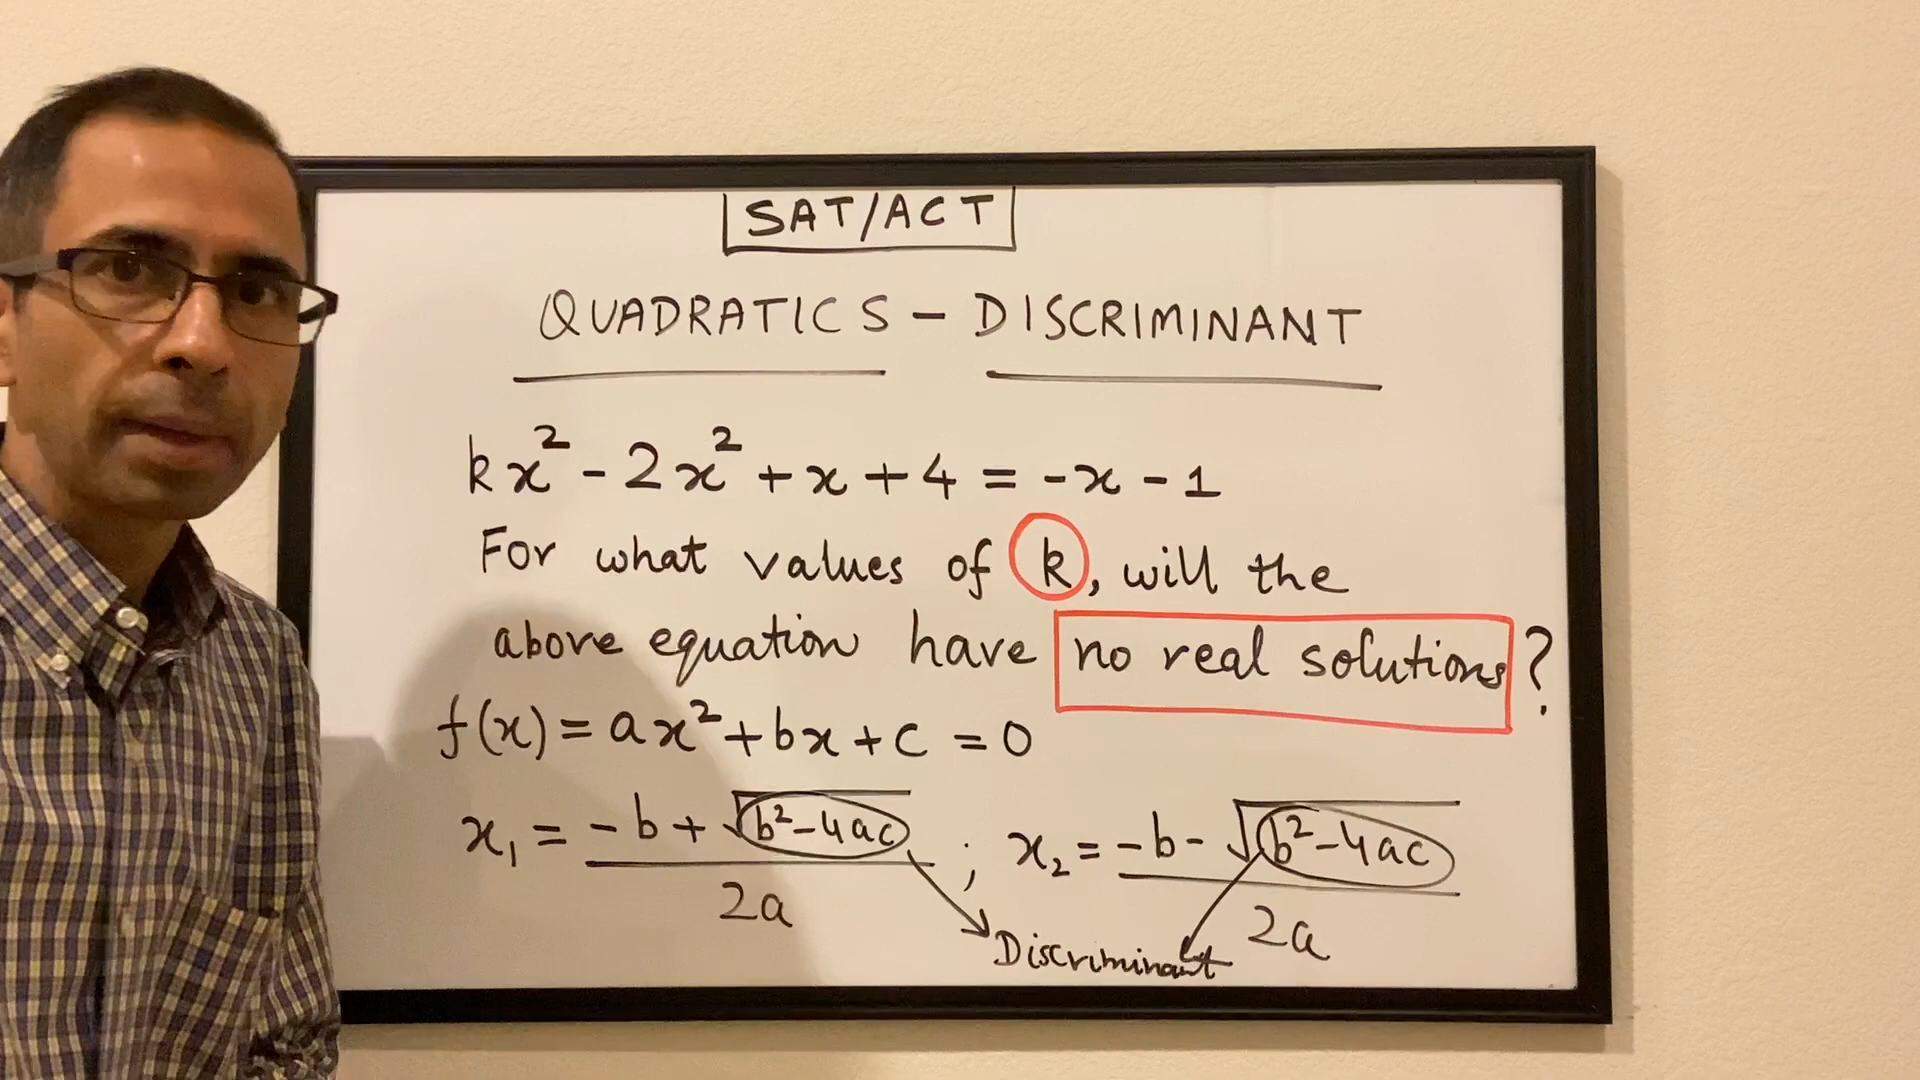 SAT/ACT
QUADRATICS - DISCRIMINANT
kx² - 2x² + x + 4 = -x - 1
For what values of k, will the
above equation have no real solutions?
f(x) = ax² + bx + c = 0
x₁ = (-b + √(b² - 4ac)) / 2a ; x₂ = (-b - √(b² - 4ac)) / 2a
Discriminant